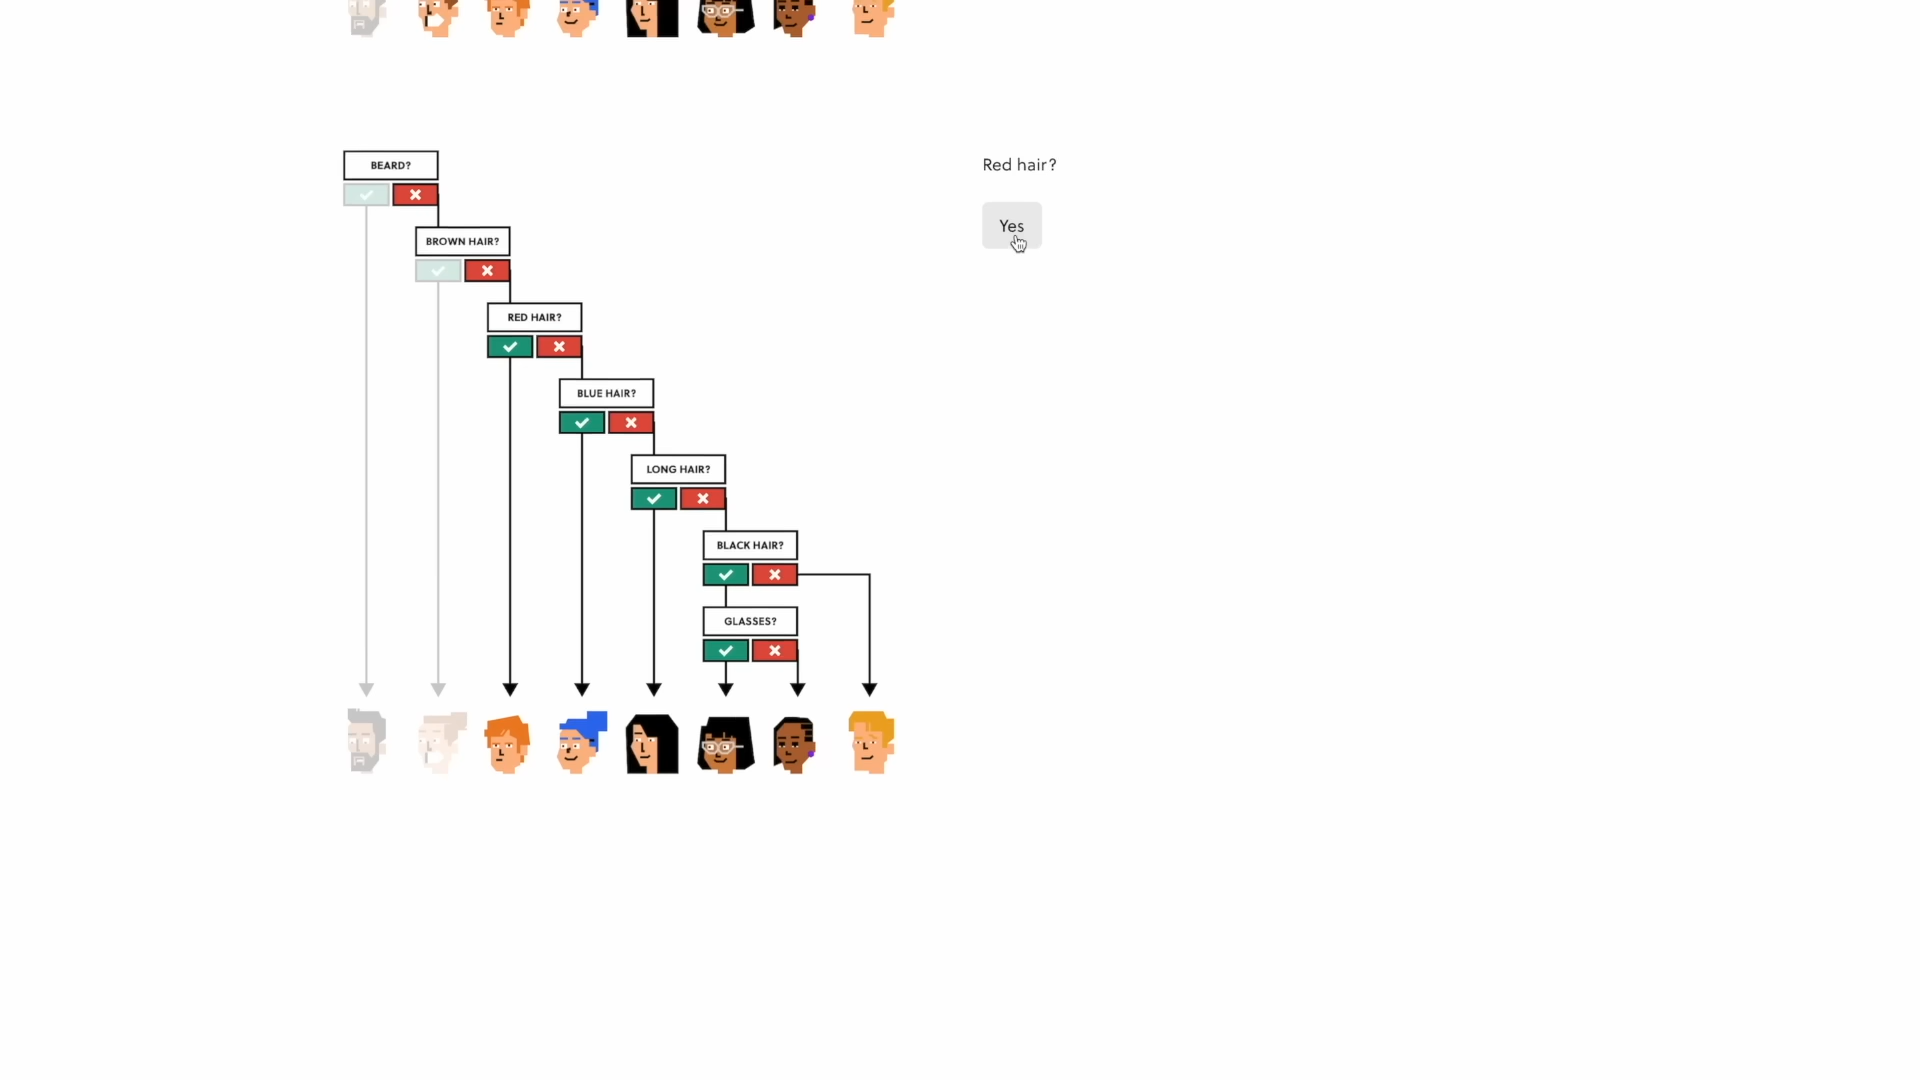 BEARD?
Red hair?
BROWN HAIR?
Yes
RED HAIR?
BLUE HAIR?
LONG HAIR?
BLACK HAIR?
GLASSES?